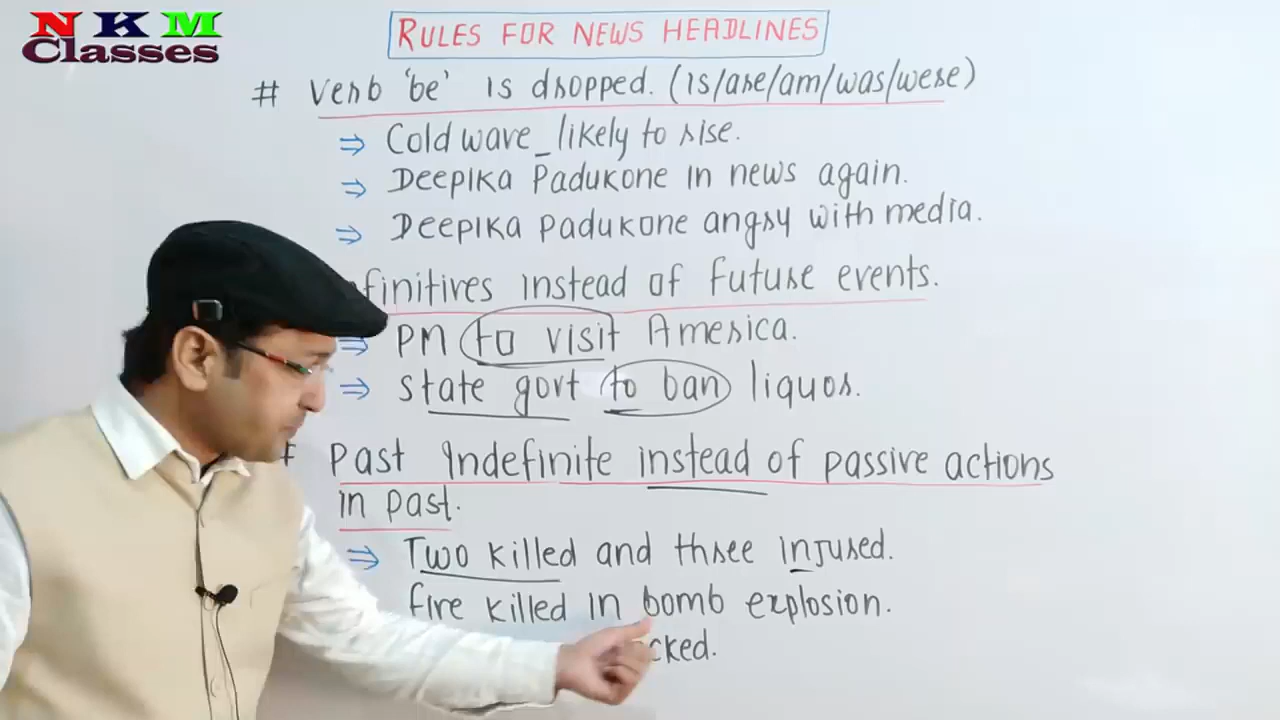 NKM
Classes
RULES FOR NEWS HEADLINES
# Verb 'be' is dropped. (is/are/am/was/were)
⇒ Cold wave _ likely to rise.
⇒ Deepika Padukone in news again.
⇒ Deepika Padukone angry with media.
finitives instead of future events.
⇒ PM to visit America.
⇒ State govt to ban liquor.
# Past Indefinite instead of passive actions
in past.
⇒ Two killed and three injured.
Fire killed in bomb explosion.
cked.